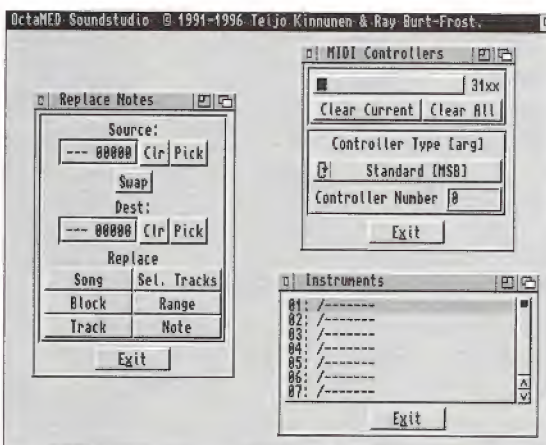 OctaMED Soundstudio © 1991-1996 Teijo Kinnunen & Ray Burt-Frost.
Replace Notes
Source:
--- 00000 Clr Pick
Swap
Dest:
--- 00000 Clr Pick
Replace
Song Sel. Tracks
Block Range
Track Note
Exit
MIDI Controllers
31xx
Clear Current Clear All
Controller Type [arg]
Standard [MSB]
Controller Number 0
Exit
Instruments
01: /-------
02: /-------
03: /-------
04: /-------
05: /-------
06: /-------
07: /-------
Exit